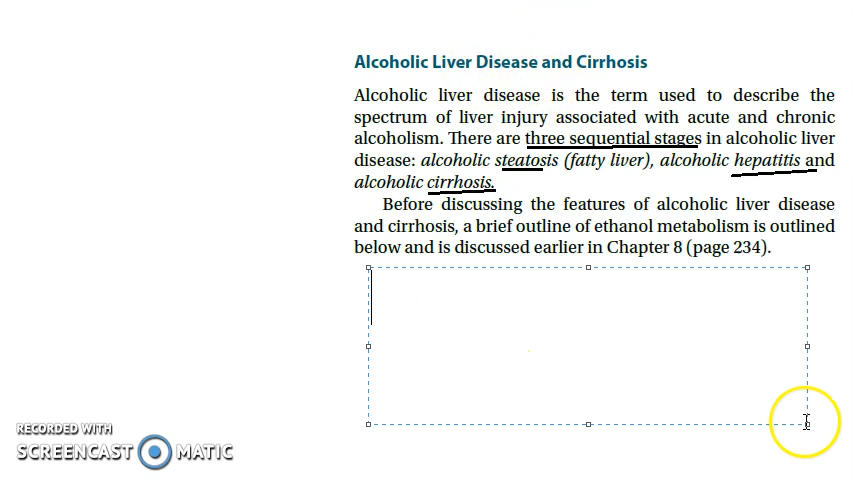 Alcoholic Liver Disease and Cirrhosis
Alcoholic liver disease is the term used to describe the
spectrum of liver injury associated with acute and chronic
alcoholism. There are three sequential stages in alcoholic liver
disease: alcoholic steatosis (fatty liver), alcoholic hepatitis and
alcoholic cirrhosis.
Before discussing the features of alcoholic liver disease
and cirrhosis, a brief outline of ethanol metabolism is outlined
below and is discussed earlier in Chapter 8 (page 234).
RECORDED WITH
SCREENCAST MATIC